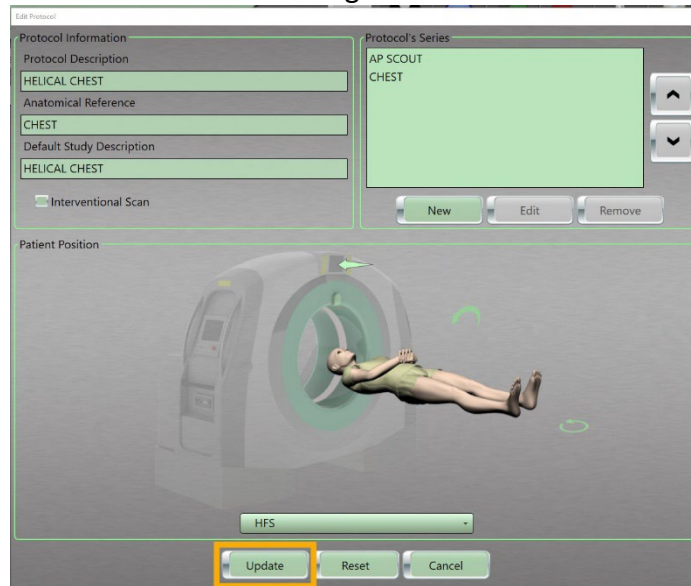 Edit Protocol
Protocol Information
Protocol Description
HELICAL CHEST
Anatomical Reference
CHEST
Default Study Description
HELICAL CHEST
Interventional Scan
Protocol's Series
AP SCOUT
CHEST
New Edit Remove
Patient Position
HFS
Update Reset Cancel